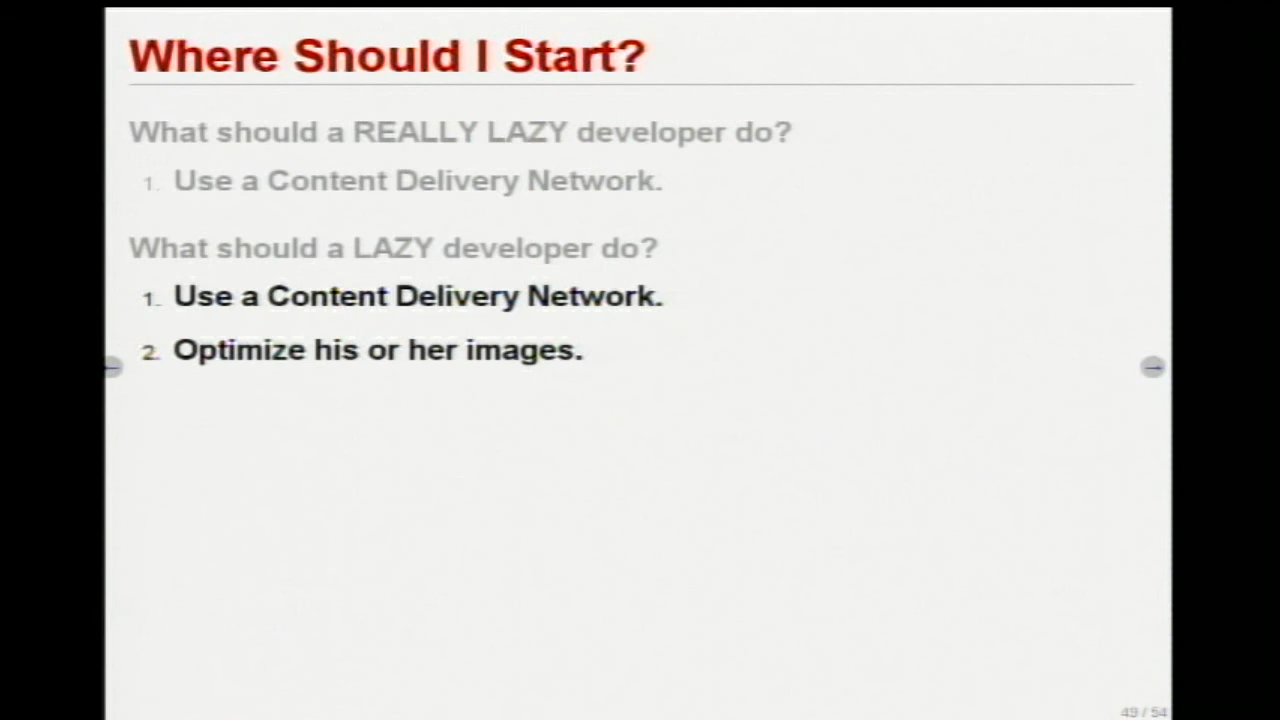 Where Should I Start?
What should a REALLY LAZY developer do?
1. Use a Content Delivery Network.
What should a LAZY developer do?
1. Use a Content Delivery Network.
2. Optimize his or her images.
← →
49 / 54